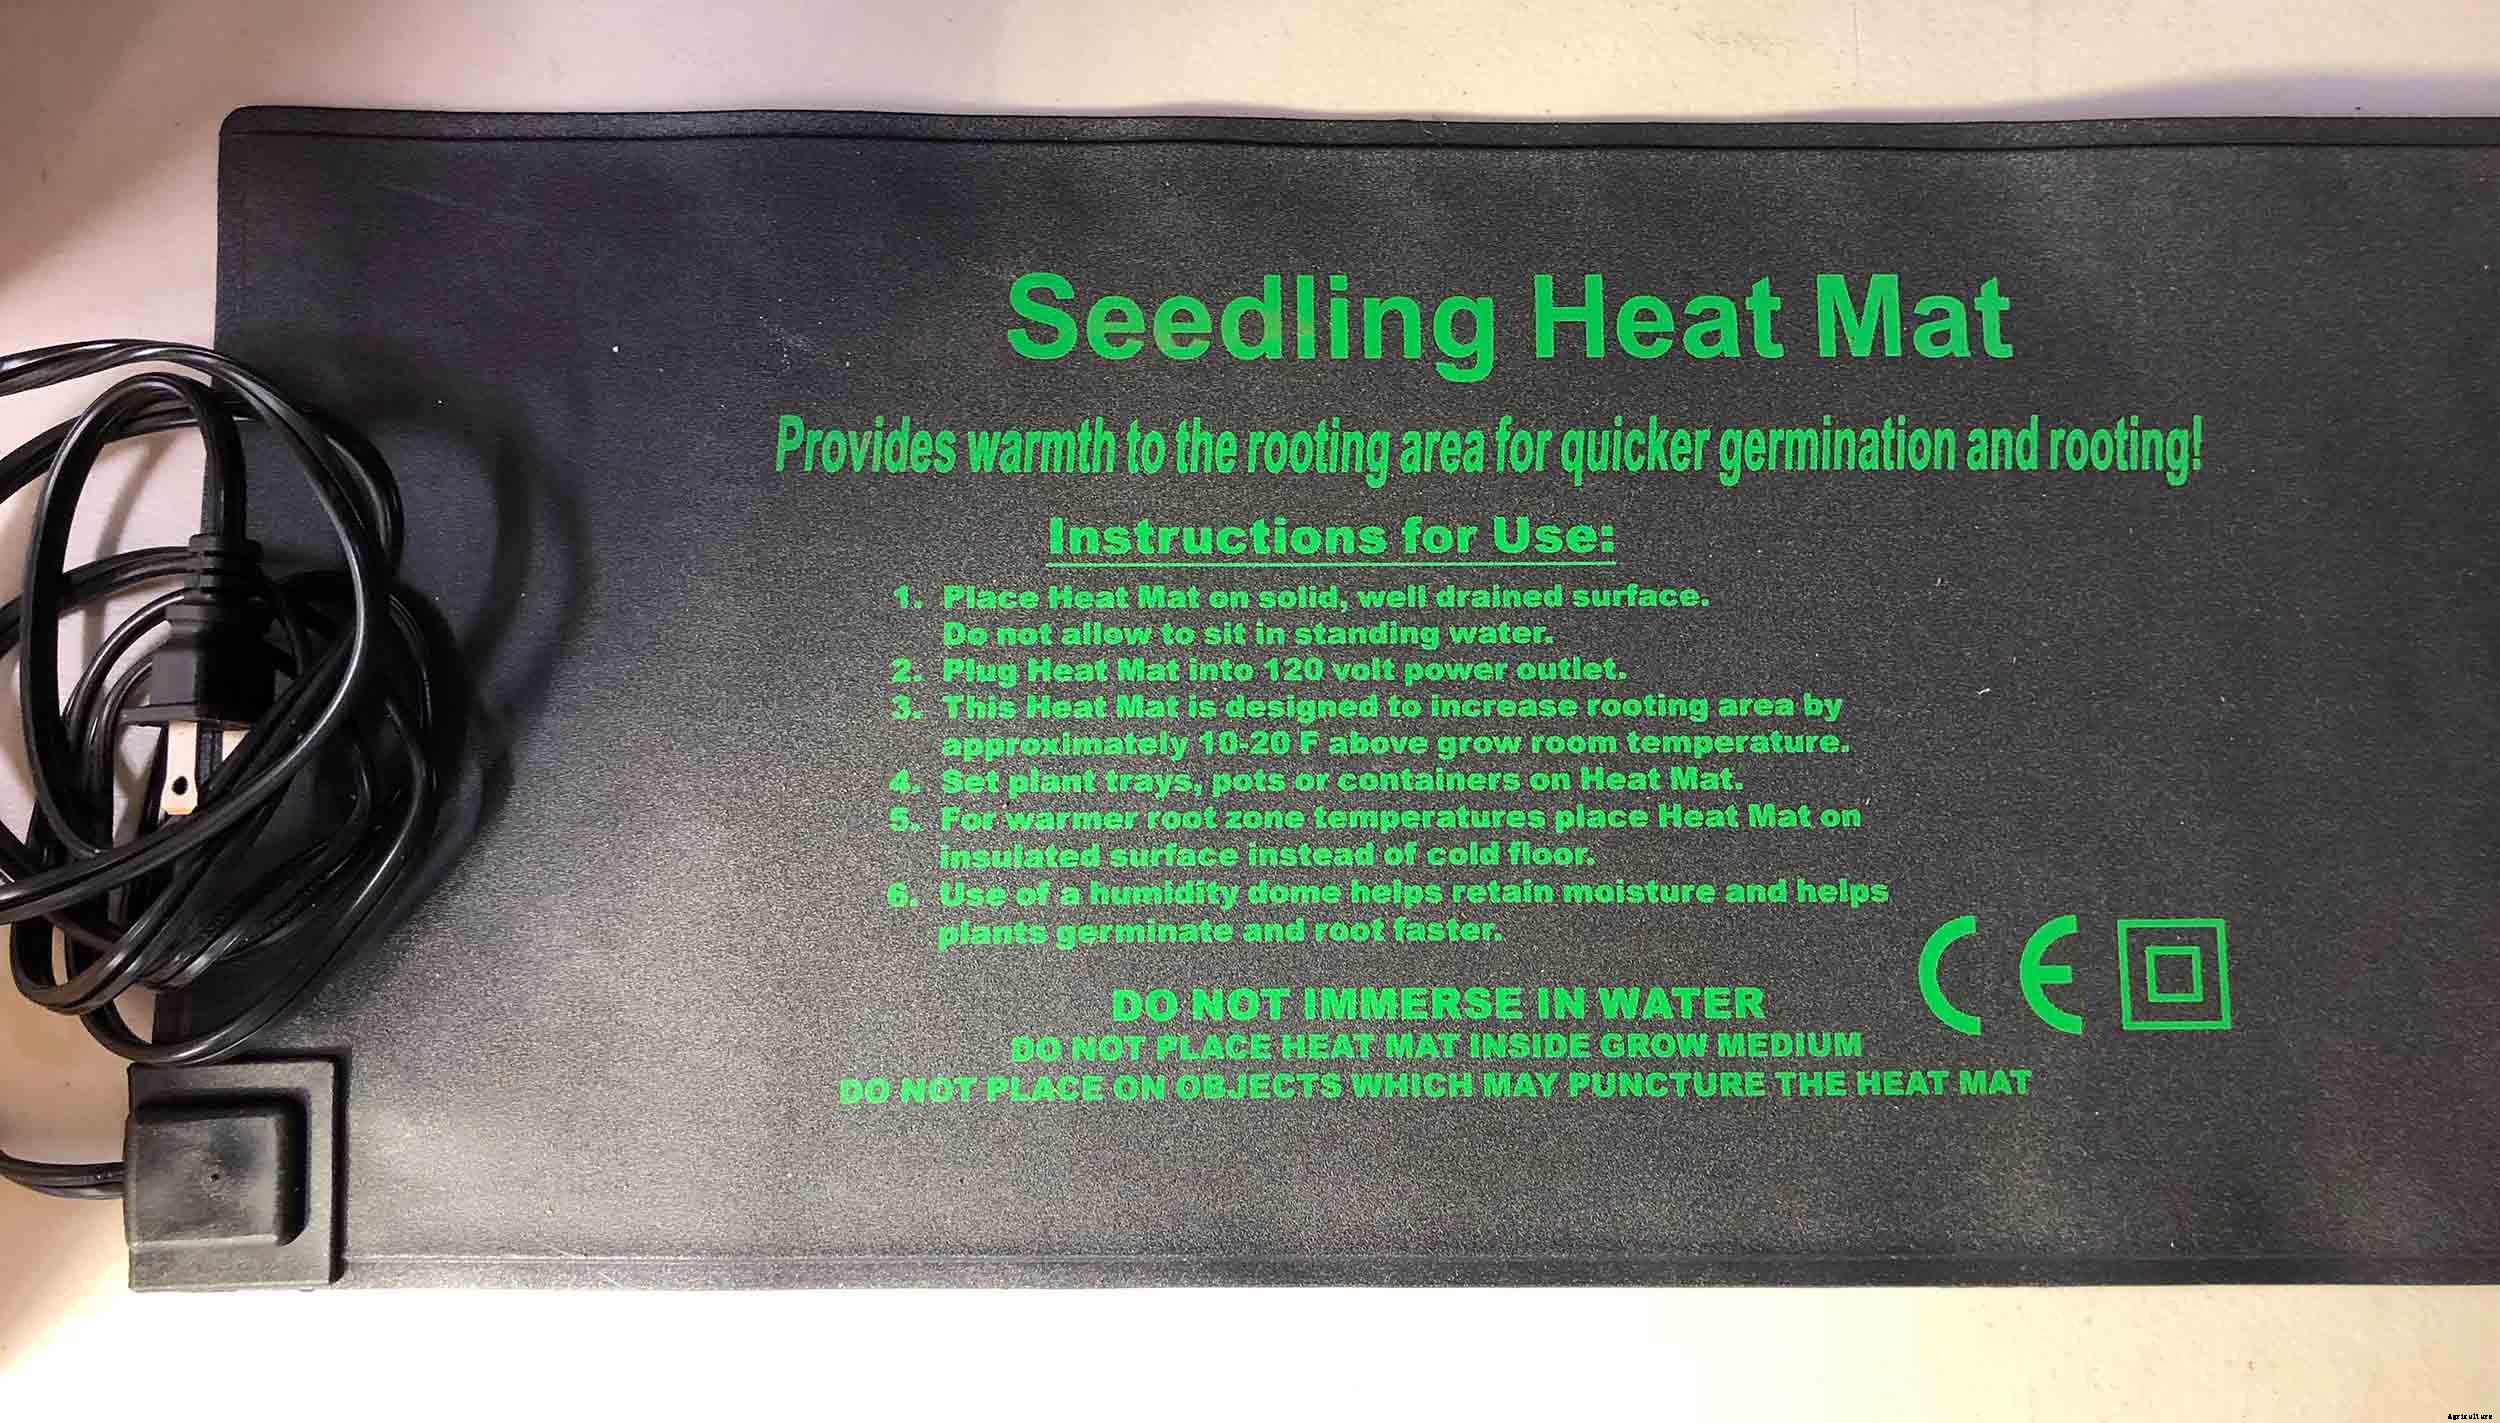 Seedling Heat Mat
Provides warmth to the rooting area for quicker germination and rooting!
Instructions for Use:
1. Place Heat Mat on solid, well drained surface.
Do not allow to sit in standing water.
2. Plug Heat Mat into 120 volt power outlet.
3. This Heat Mat is designed to increase rooting area by
approximately 10-20 F above grow room temperature.
4. Set plant trays, pots or containers on Heat Mat.
5. For warmer root zone temperatures place Heat Mat on
insulated surface instead of cold floor.
6. Use of a humidity dome helps retain moisture and helps
plants germinate and root faster.
CE
DO NOT IMMERSE IN WATER
DO NOT PLACE HEAT MAT INSIDE GROW MEDIUM
DO NOT PLACE ON OBJECTS WHICH MAY PUNCTURE THE HEAT MAT
Agriculture